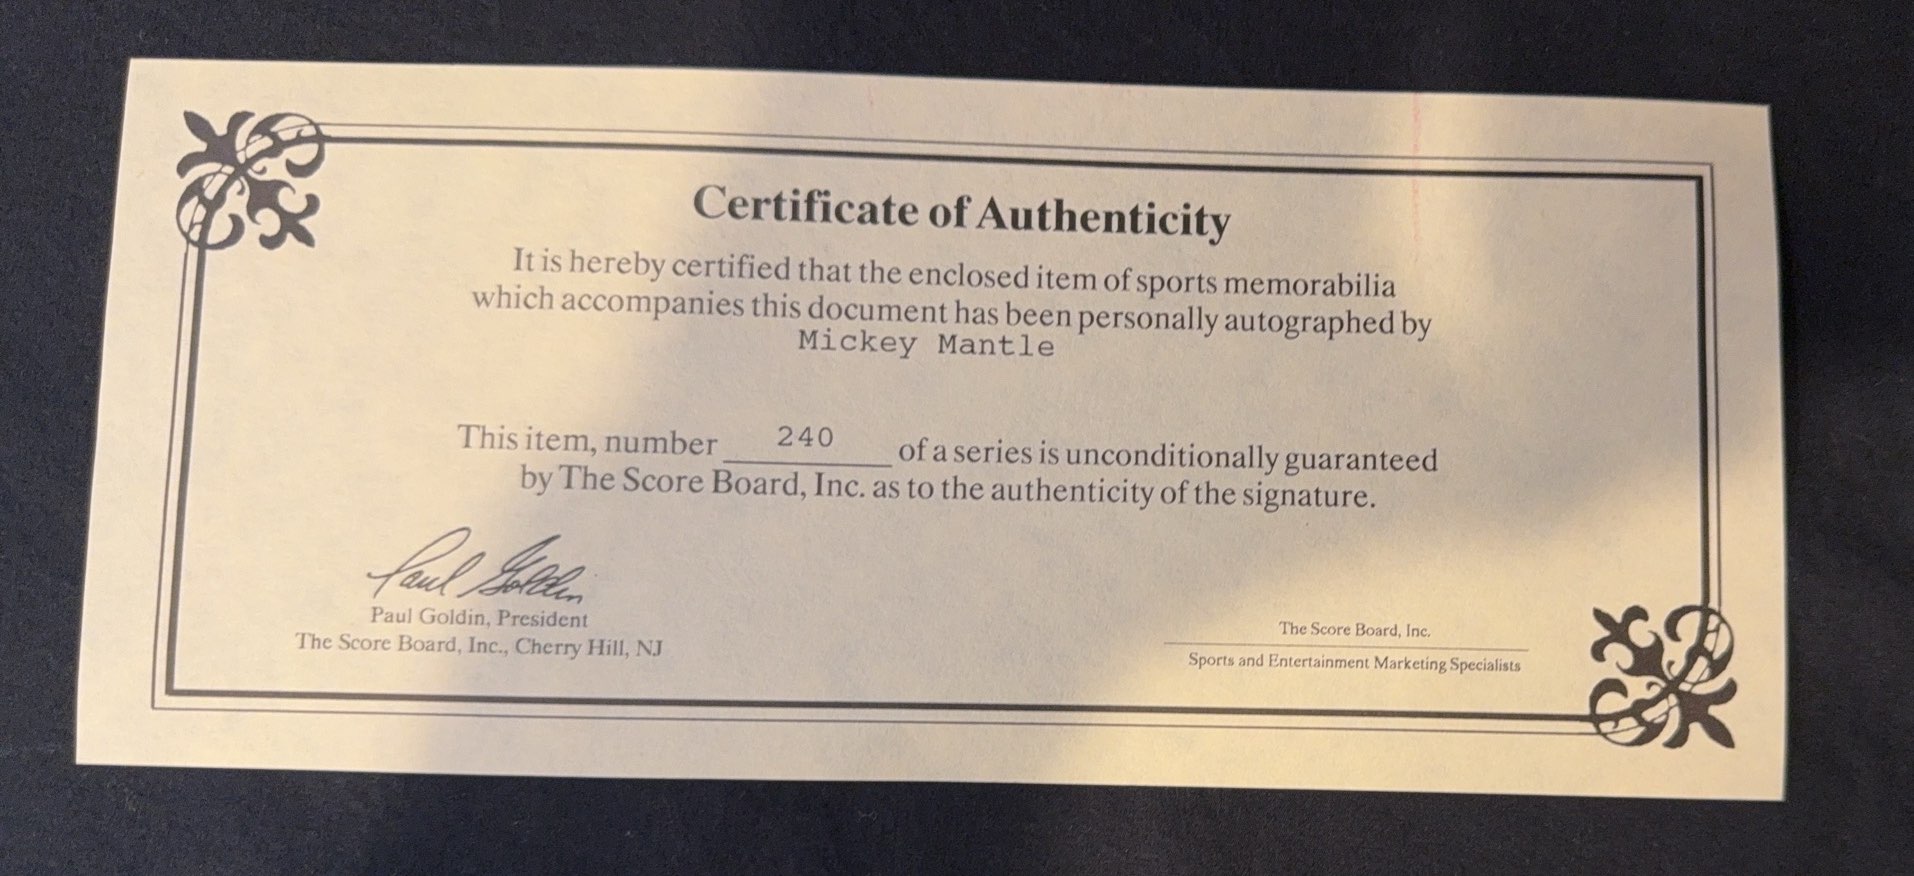 Certificate of Authenticity
It is hereby certified that the enclosed item of sports memorabilia
which accompanies this document has been personally autographed by
Mickey Mantle
This item, number 240 of a series is unconditionally guaranteed
by The Score Board, Inc. as to the authenticity of the signature.
Paul Goldin
Paul Goldin, President
The Score Board, Inc., Cherry Hill, NJ
The Score Board, Inc.
Sports and Entertainment Marketing Specialists